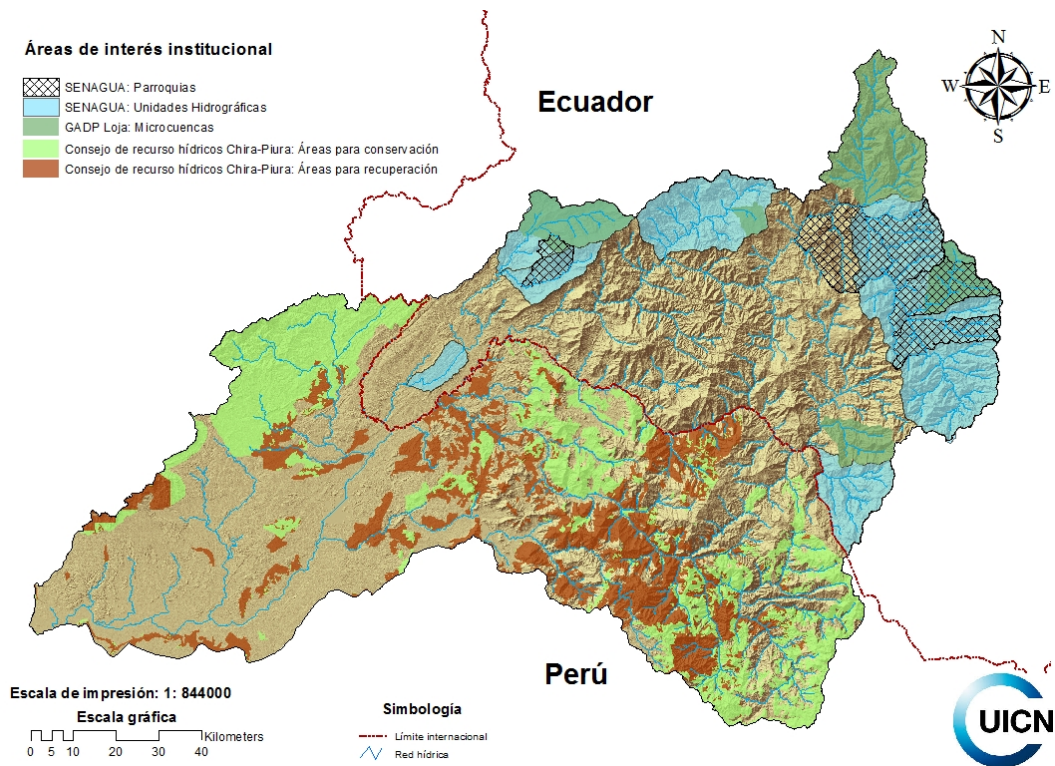 Áreas de interés institucional
SENAGUA: Parroquias
SENAGUA: Unidades Hidrográficas
GADP Loja: Microcuencas
Consejo de recurso hídricos Chira-Piura: Áreas para conservación
Consejo de recurso hídricos Chira-Piura: Áreas para recuperación
Ecuador
N
W
E
S
Perú
Escala de impresión: 1: 844000
Escala gráfica
Kilometers
0 5 10 20 30 40
Simbología
Límite internacional
Red hídrica
UICN